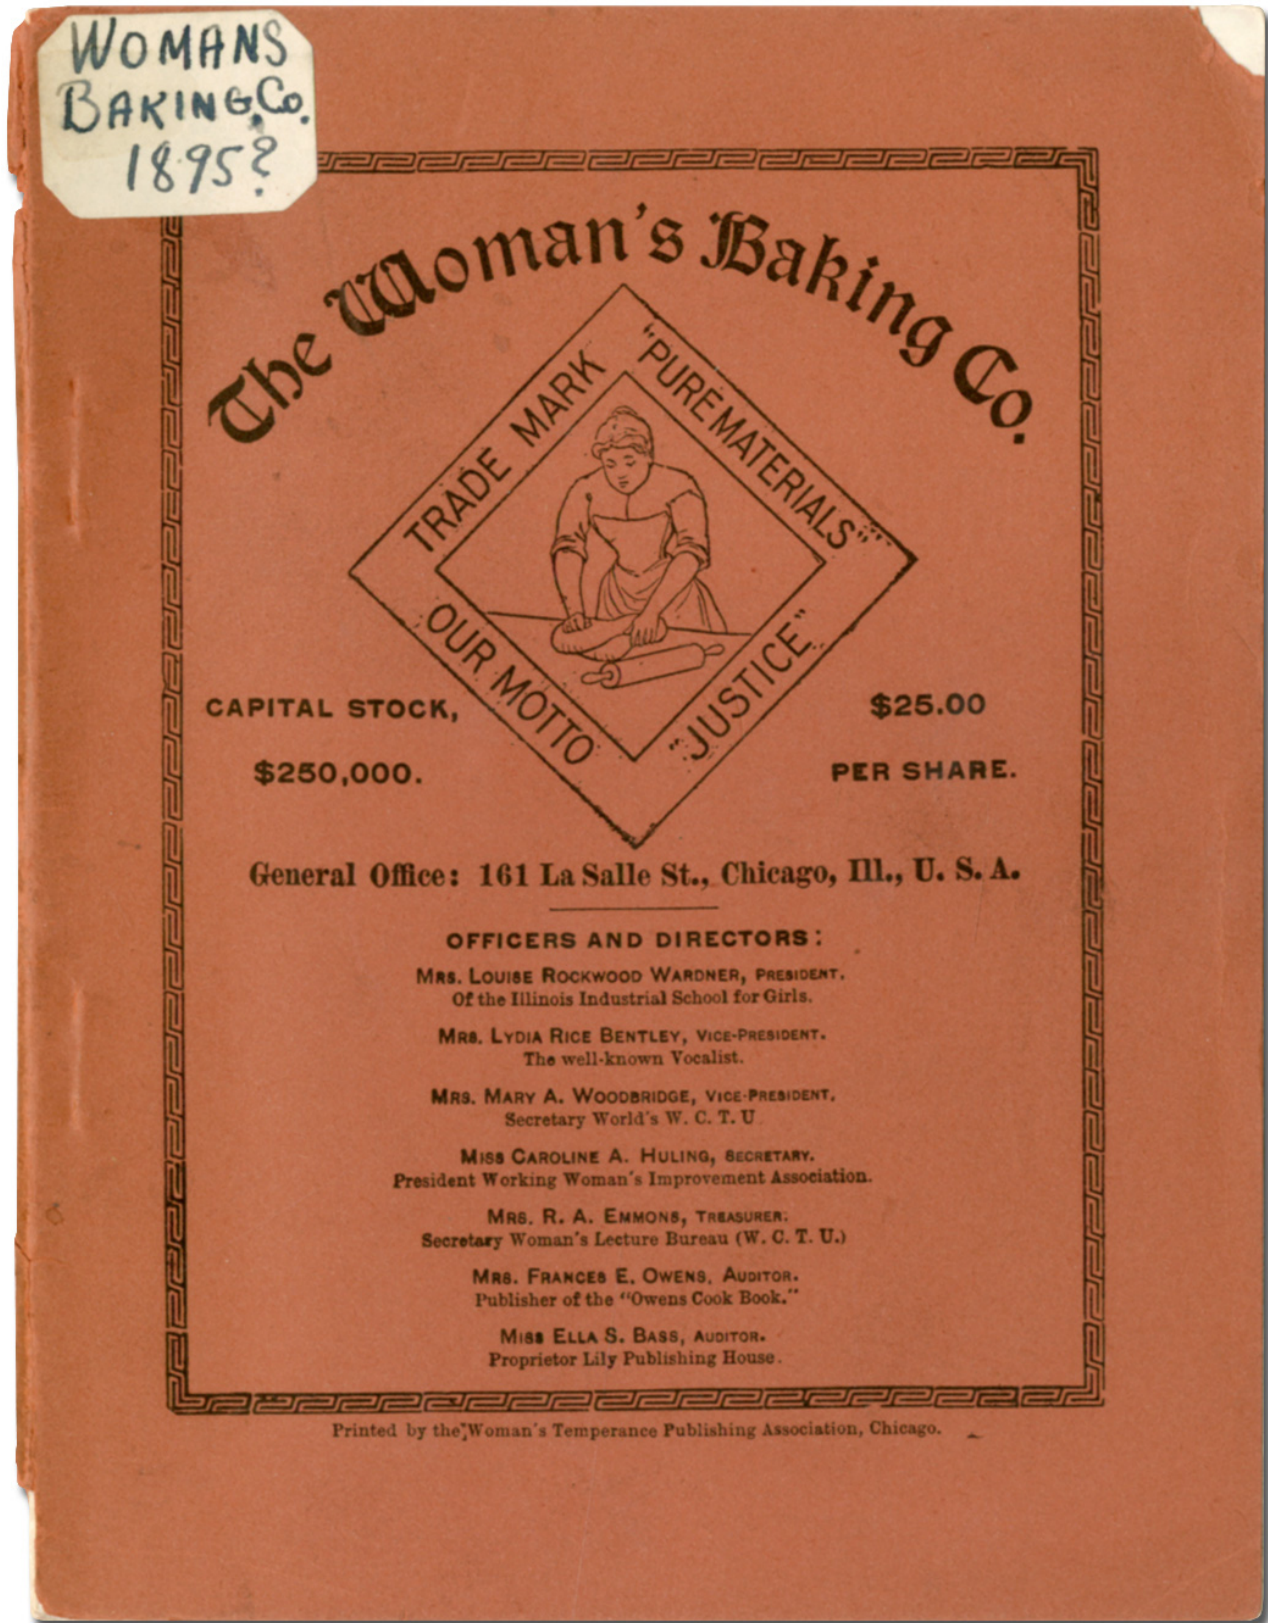 WOMANS
BAKING, Co.
1895?
The Woman's Baking Co.
TRADE MARK
"PURE MATERIALS"
OUR MOTTO
"JUSTICE"
CAPITAL STOCK,
$250,000.
$25.00
PER SHARE.
General Office: 161 La Salle St., Chicago, Ill., U. S. A.
OFFICERS AND DIRECTORS:
MRS. LOUISE ROCKWOOD WARDNER, PRESIDENT.
Of the Illinois Industrial School for Girls.
MRS. LYDIA RICE BENTLEY, VICE-PRESIDENT.
The well-known Vocalist.
MRS. MARY A. WOODBRIDGE, VICE-PRESIDENT.
Secretary World's W. C. T. U
MISS CAROLINE A. HULING, SECRETARY.
President Working Woman's Improvement Association.
MRS. R. A. EMMONS, TREASURER.
Secretary Woman's Lecture Bureau (W. C. T. U.)
MRS. FRANCES E. OWENS, AUDITOR.
Publisher of the "Owens Cook Book."
MISS ELLA S. BASS, AUDITOR.
Proprietor Lily Publishing House.
Printed by the Woman's Temperance Publishing Association, Chicago.